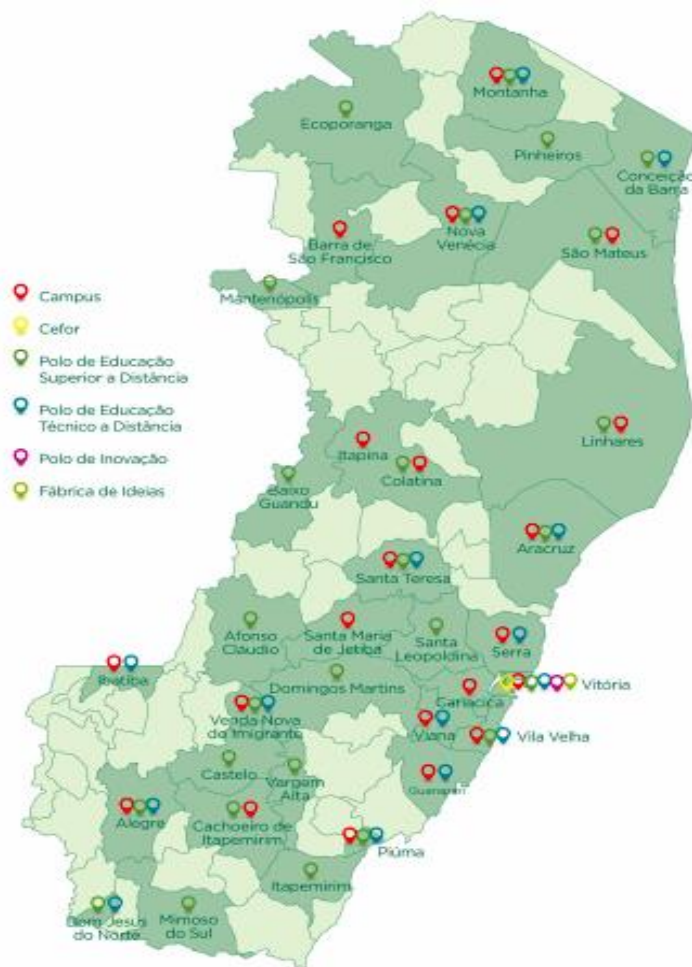 Montanha
Ecoporanga
Pinheiros
Conceição
da Barra
Nova
Venécia
Barra de
São Francisco
São Mateus
Mantenópolis
Campus
Cefor
Polo de Educação
Superior a Distância
Polo de Educação
Técnico a Distância
Polo de Inovação
Fábrica de Ideias
Linhares
Itapina
Colatina
Baixo
Guandu
Aracruz
Santa Teresa
Afonso
Cláudio
Santa Maria
de Jetibá
Santa
Leopoldina
Serra
Ibatiba
Domingos Martins
Cariacica
Vitória
Venda Nova
do Imigrante
Viana
Vila Velha
Castelo
Vargem
Alta
Guarapari
Alegre
Cachoeiro de
Itapemirim
Piúma
Itapemirim
Bom Jesus
do Norte
Mimoso
do Sul